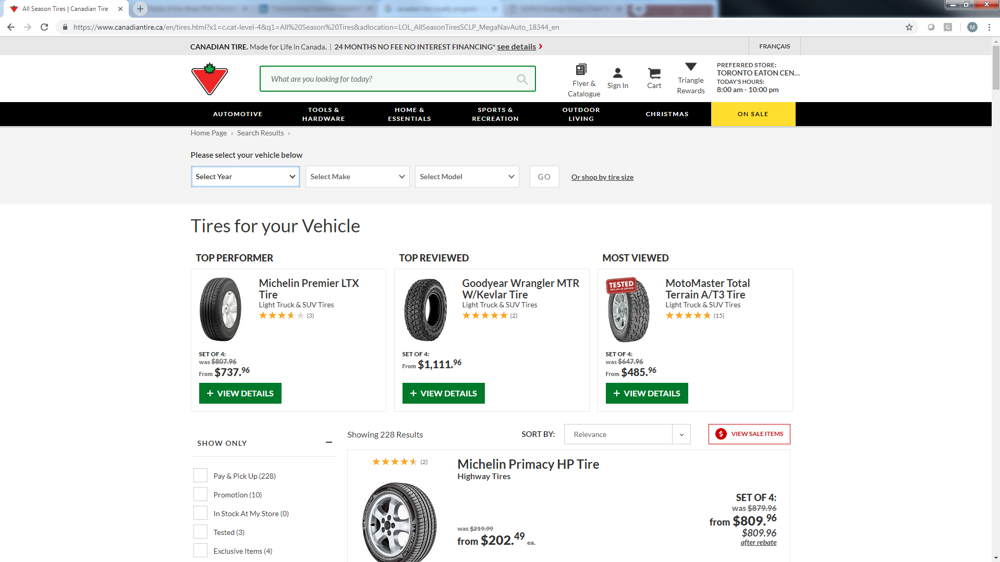 All Season Tires | Canadian Tire
https://www.canadiantire.ca/en/tires.html?x1=c.cat-level-4&q1=All%20Season%20Tires&adlocation=LOL_AllSeasonTiresSCLP_MegaNavAuto_18344_en
G
M
CANADIAN TIRE. Made for Life in Canada. | 24 MONTHS NO FEE NO INTEREST FINANCING* see details
FRANÇAIS
What are you looking for today?
Flyer &
Catalogue
Sign In
Cart
Triangle
Rewards
PREFERRED STORE:
TORONTO EATON CEN...
TODAY'S HOURS:
8:00 am - 10:00 pm
AUTOMOTIVE
TOOLS &
HARDWARE
HOME &
ESSENTIALS
SPORTS &
RECREATION
OUTDOOR
LIVING
CHRISTMAS
ON SALE
Home Page › Search Results ›
Please select your vehicle below
Select Year
Select Make
Select Model
GO
Or shop by tire size
Tires for your Vehicle
TOP PERFORMER
Michelin Premier LTX
Tire
Light Truck & SUV Tires
(3)
SET OF 4:
was $807.96
From $737.96
+ VIEW DETAILS
TOP REVIEWED
Goodyear Wrangler MTR
W/Kevlar Tire
Light Truck & SUV Tires
(2)
SET OF 4:
From $1,111.96
+ VIEW DETAILS
MOST VIEWED
TESTED
FOR LIFE IN CANADA
MotoMaster Total
Terrain A/T3 Tire
Light Truck & SUV Tires
(15)
SET OF 4:
was $647.96
From $485.96
+ VIEW DETAILS
SHOW ONLY
Pay & Pick Up (228)
Promotion (10)
In Stock At My Store (0)
Tested (3)
Exclusive Items (4)
Showing 228 Results
SORT BY:
Relevance
$ VIEW SALE ITEMS
(2)
Michelin Primacy HP Tire
Highway Tires
PRIMACY HP
MICHELIN
was $219.99
from $202.49 ea.
SET OF 4:
was $879.96
from $809.96
$809.96
after rebate